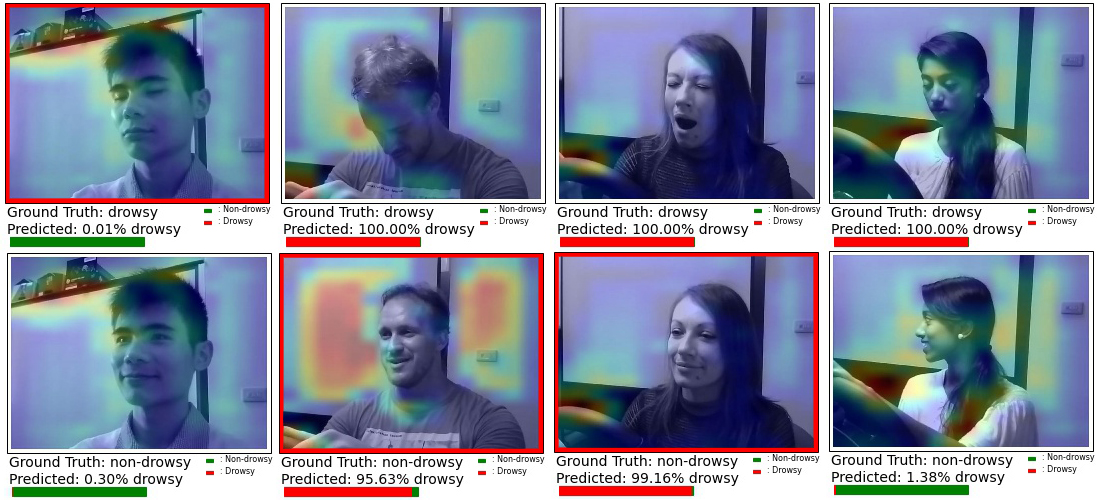 Ground Truth: drowsy
: Non-drowsy
: Drowsy
Predicted: 0.01% drowsy
Ground Truth: drowsy
: Non-drowsy
: Drowsy
Predicted: 100.00% drowsy
Ground Truth: drowsy
: Non-drowsy
: Drowsy
Predicted: 100.00% drowsy
Ground Truth: drowsy
: Non-drowsy
: Drowsy
Predicted: 100.00% drowsy
Ground Truth: non-drowsy
: Non-drowsy
: Drowsy
Predicted: 0.30% drowsy
Ground Truth: non-drowsy
: Non-drowsy
: Drowsy
Predicted: 95.63% drowsy
Ground Truth: non-drowsy
: Non-drowsy
: Drowsy
Predicted: 99.16% drowsy
Ground Truth: non-drowsy
: Non-drowsy
: Drowsy
Predicted: 1.38% drowsy